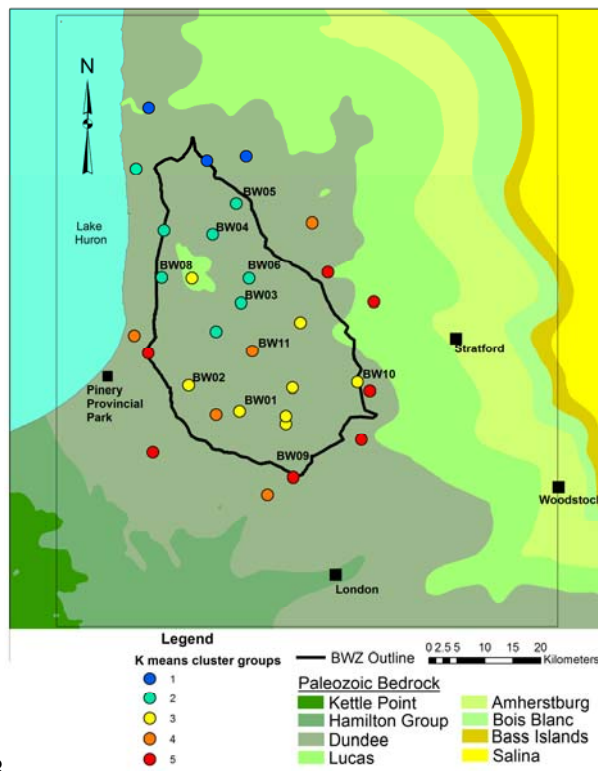 N
BW05
Lake
Huron
BW04
BW08
BW06
BW03
BW11
Stratford
Pinery
Provincial
Park
BW02
BW10
BW01
BW09
Woodstock
London
Legend
K means cluster groups
1
2
3
4
5
BWZ Outline
0 2.5 5 10 15 20
Kilometers
Paleozoic Bedrock
Kettle Point
Hamilton Group
Dundee
Lucas
Amherstburg
Bois Blanc
Bass Islands
Salina